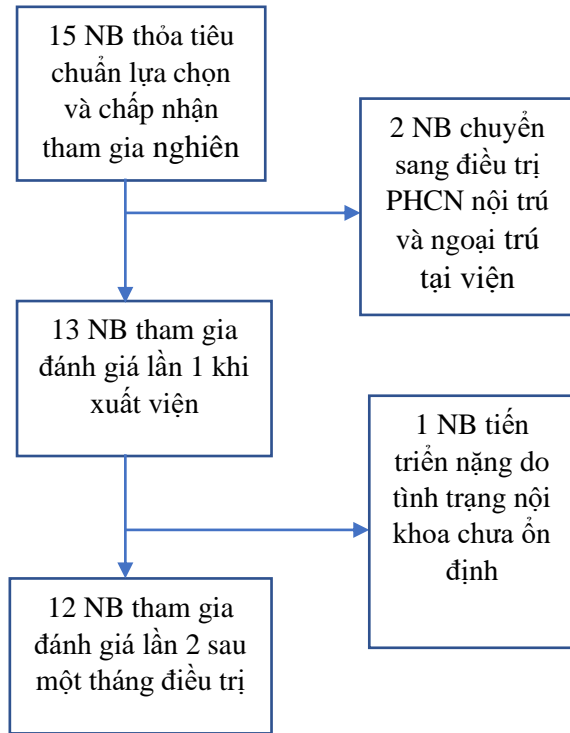 15 NB thỏa tiêu
chuẩn lựa chọn
và chấp nhận
tham gia nghiên
2 NB chuyển
sang điều trị
PHCN nội trú
và ngoại trú
tại viện
13 NB tham gia
đánh giá lần 1 khi
xuất viện
1 NB tiến
triển nặng do
tình trạng nội
khoa chưa ổn
định
12 NB tham gia
đánh giá lần 2 sau
một tháng điều trị